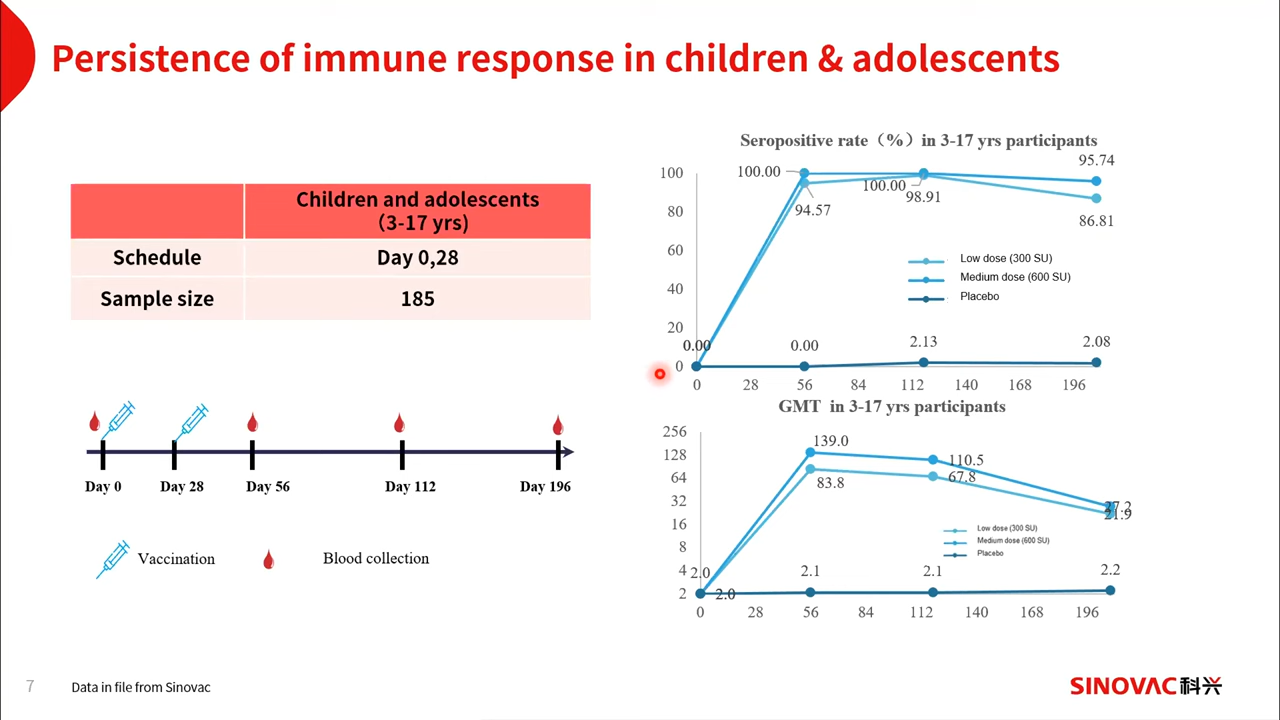 Persistence of immune response in children & adolescents
Children and adolescents
(3-17 yrs)
Schedule
Day 0,28
Sample size
185
Day 0
Day 28
Day 56
Day 112
Day 196
Vaccination
Blood collection
Seropositive rate（%）in 3-17 yrs participants
100
80
60
40
20
0
0
28
56
84
112
140
168
196
100.00
94.57
100.00
98.91
95.74
86.81
0.00
0.00
2.13
2.08
Low dose (300 SU)
Medium dose (600 SU)
Placebo
GMT in 3-17 yrs participants
256
128
64
32
16
8
4
2
0
28
56
84
112
140
168
196
139.0
83.8
110.5
67.8
27.2
21.9
2.0
2.0
2.1
2.1
2.2
Low dose (300 SU)
Medium dose (600 SU)
Placebo
7
Data in file from Sinovac
SINOVAC科兴